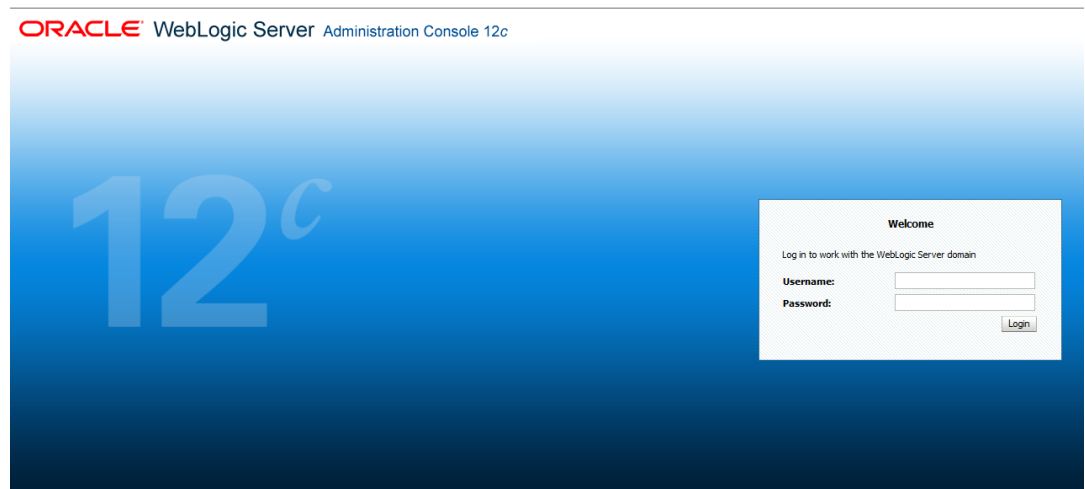 ORACLE WebLogic Server Administration Console 12c
12c
Welcome
Log in to work with the WebLogic Server domain
Username:
Password:
Login